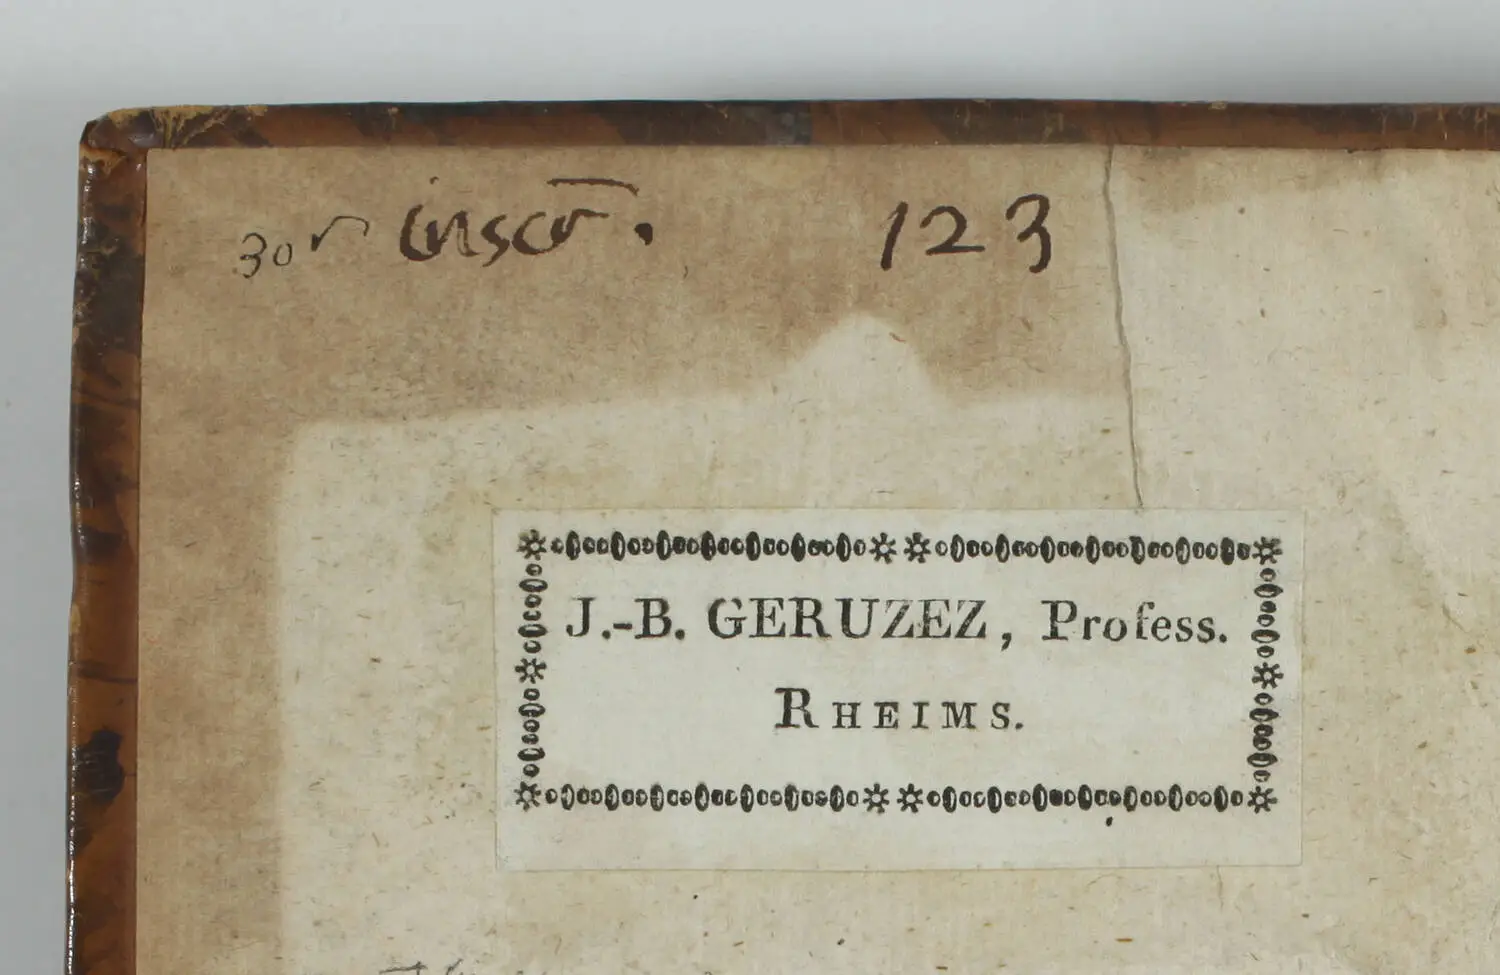 30 inscr. 123
J.-B. GERUZEZ, Profess.
RHEIMS.